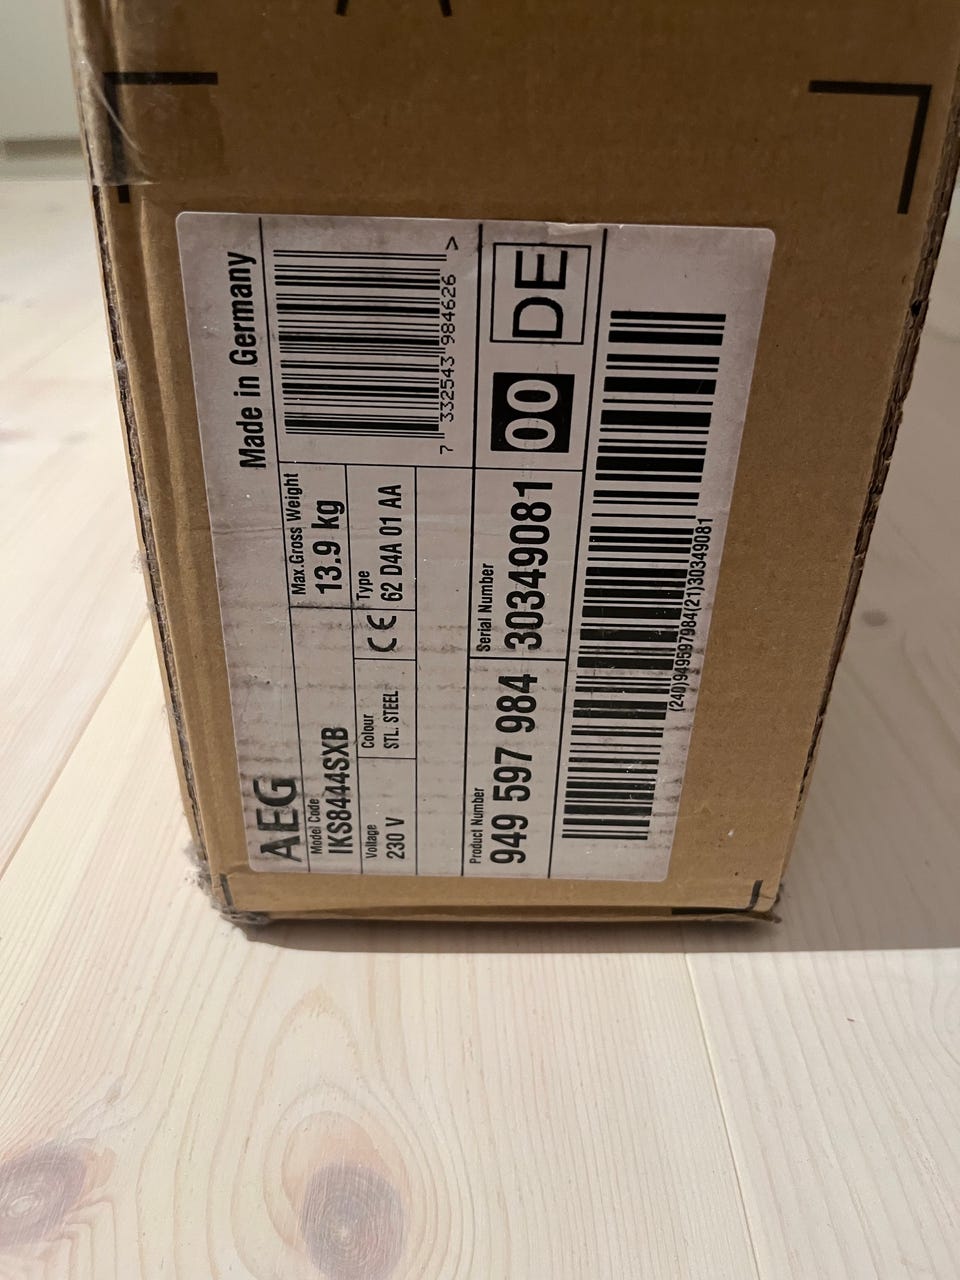 Made in Germany
AEG
Model Code
IKS8444SXB
Max.Gross Weight
13.9 kg
Voltage
230 V
Colour
STL. STEEL
CE
Type
62 D4A 01 AA
7 332543 984626 >
Product Number
949 597 984
Serial Number
30349081
00
DE
(240)949597984(21)30349081